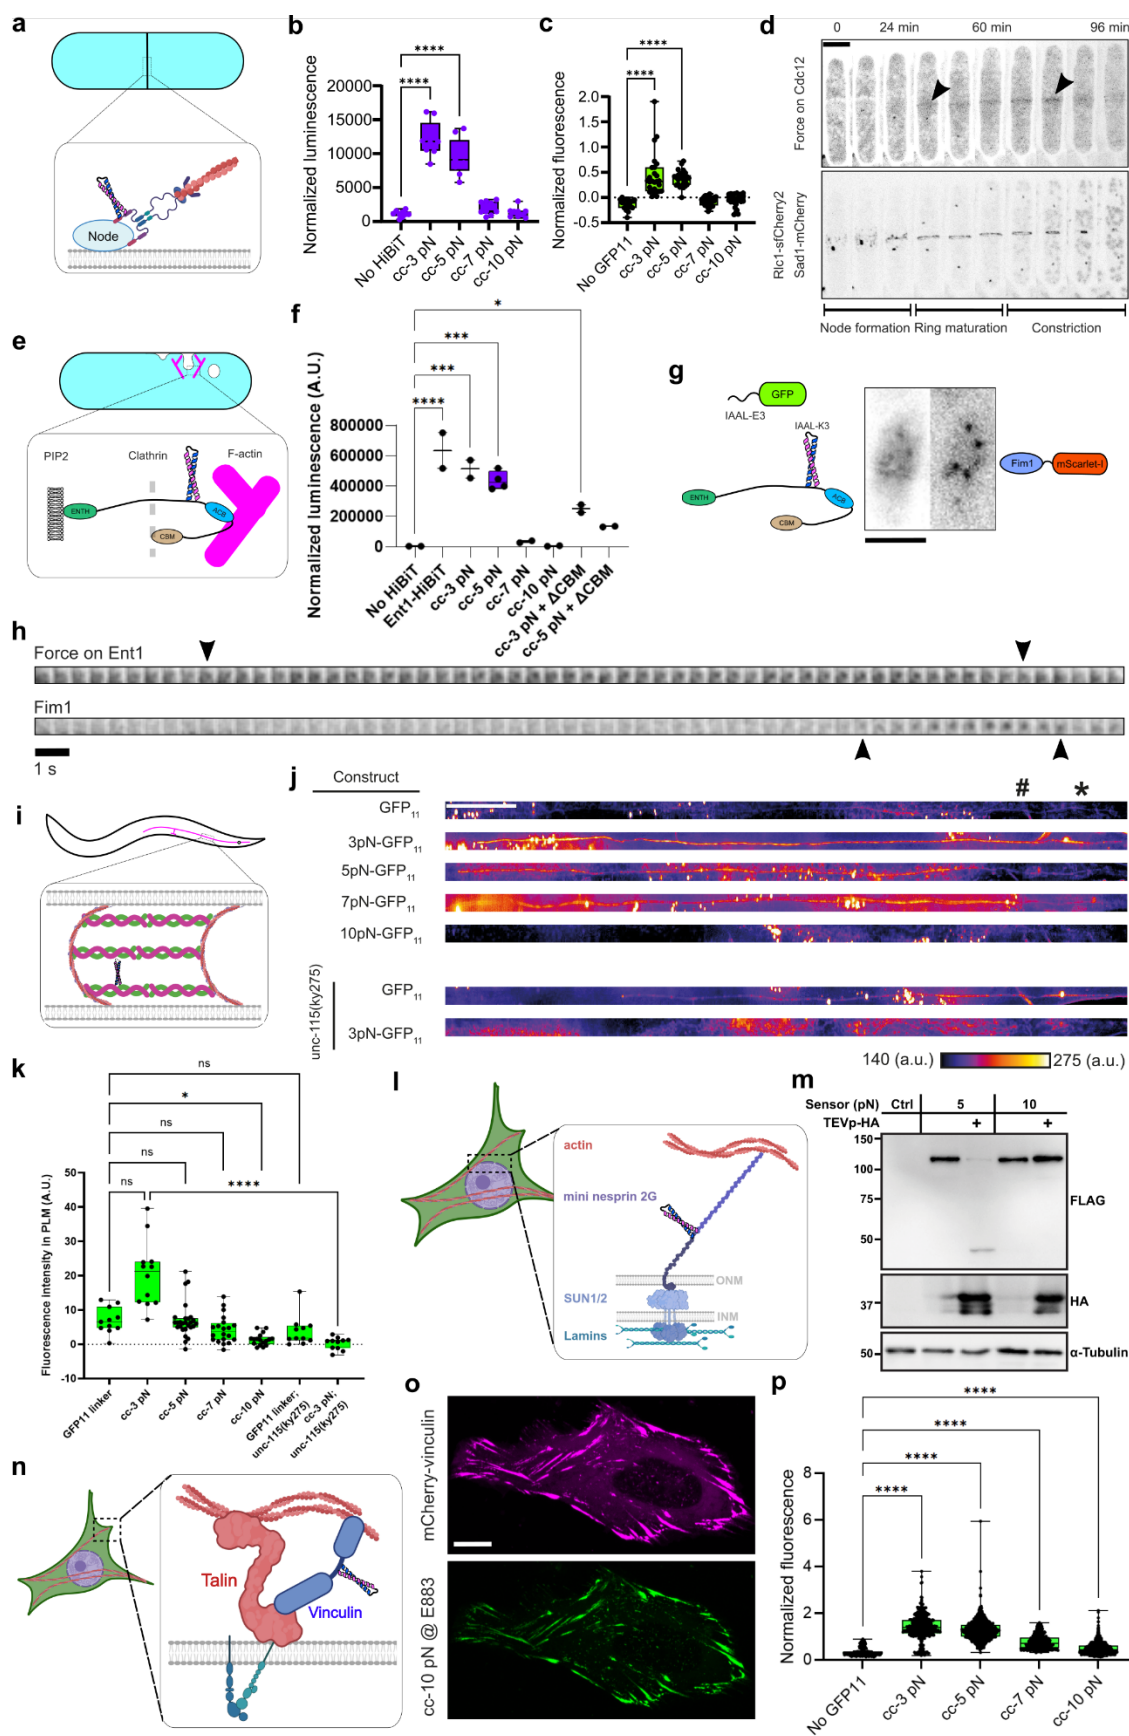 a
Node
b
Normalized luminescence
20000
15000
10000
5000
0
****
****
No HiBiT
cc-3 pN
cc-5 pN
cc-7 pN
cc-10 pN
c
Normalized fluorescence
2.0
1.5
1.0
0.5
0.0
-0.5
****
****
No GFP11
cc-3 pN
cc-5 pN
cc-7 pN
cc-10 pN
d
0 24 min 60 min 96 min
Force on Cdc12
Rlc1-sfCherry2
Sad1-mCherry
Node formation Ring maturation Constriction
e
PIP2 Clathrin F-actin
ENTH
ACB
CBM
f
Normalized luminescence (A.U.)
800000
600000
400000
200000
0
*
***
***
****
No HiBiT
Ent1-HiBiT
cc-3 pN
cc-5 pN
cc-7 pN
cc-10 pN
cc-3 pN + ΔCBM
cc-5 pN + ΔCBM
g
GFP
IAAL-E3
IAAL-K3
ENTH
ACB
CBM
Fim1 mScarlet-I
h
Force on Ent1
Fim1
1 s
i
j
Construct
# *
GFP11
3pN-GFP11
5pN-GFP11
7pN-GFP11
10pN-GFP11
unc-115(ky275)
GFP11
3pN-GFP11
140 (a.u.) 275 (a.u.)
k
Fluorescence intensity in PLM (A.U.)
50
40
30
20
10
0
-10
ns
*
ns
ns
ns
****
GFP11 linker
cc-3 pN
cc-5 pN
cc-7 pN
cc-10 pN
GFP11 linker;
unc-115(ky275)
cc-3 pN;
unc-115(ky275)
l
actin
mini nesprin 2G
ONM
SUN1/2
INM
Lamins
m
Sensor (pN) Ctrl 5 10
TEVp-HA + +
150
100
75
50
FLAG
37
HA
50
α-Tubulin
n
Talin
Vinculin
o
mCherry-vinculin
cc-10 pN @ E883
p
Normalized fluorescence
8
6
4
2
0
****
****
****
****
No GFP11
cc-3 pN
cc-5 pN
cc-7 pN
cc-10 pN